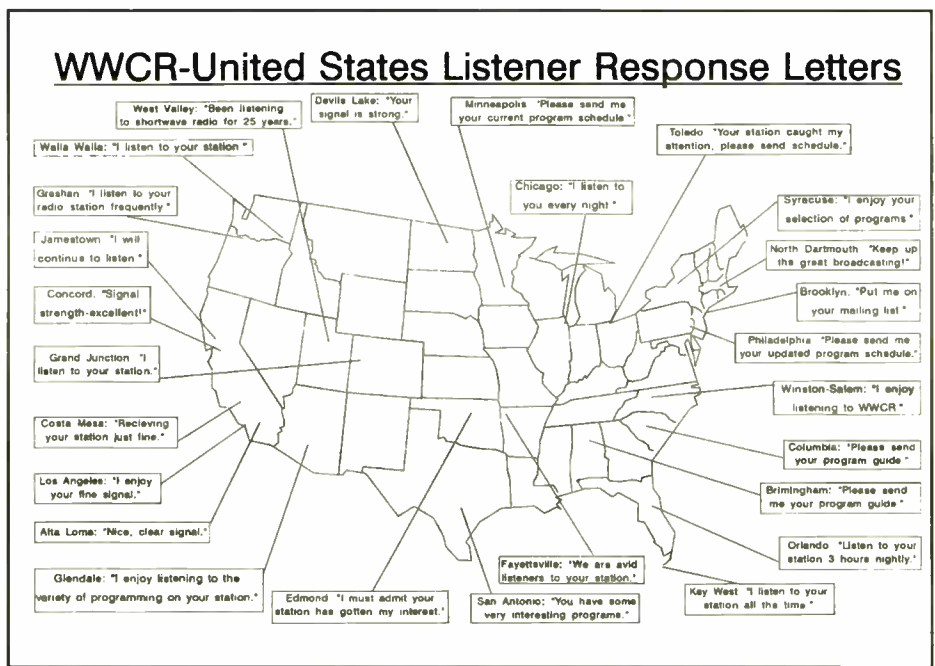 WWCR-United States Listener Response Letters
West Valley: "Been listening
to shortwave radio for 25 years."
Devils Lake: "Your
signal is strong."
Minneapolis "Please send me
your current program schedule"
Toledo "Your station caught my
attention, please send schedule."
Walla Walla: "I listen to your station"
Chicago: "I listen to
you every night"
Grashan "I listen to your
radio station frequently"
Syracuse: "I enjoy your
selection of programs"
Jamestown "I will
continue to listen"
North Dartmouth "Keep up
the great broadcasting!"
Concord. "Signal
strength-excellent!"
Brooklyn. "Put me on
your mailing list"
Grand Junction "I
listen to your station."
Philadelphia "Please send me
your updated program schedule."
Winston-Salem: "I enjoy
listening to WWCR"
Costa Mesa: "Recieving
your station just fine."
Columbia: "Please send
your program guide"
Los Angeles: "I enjoy
your fine signal."
Brimingham: "Please send
me your program guide"
Alta Loma: "Nice, clear signal."
Orlando "Listen to your
station 3 hours nightly."
Fayettsville: "We are avid
listeners to your station."
Glendale: "I enjoy listening to the
variety of programming on your station."
Edmond "I must admit your
station has gotten my interest."
San Antonio; "You have some
very interesting programs."
Key West "I listen to your
station all the time"